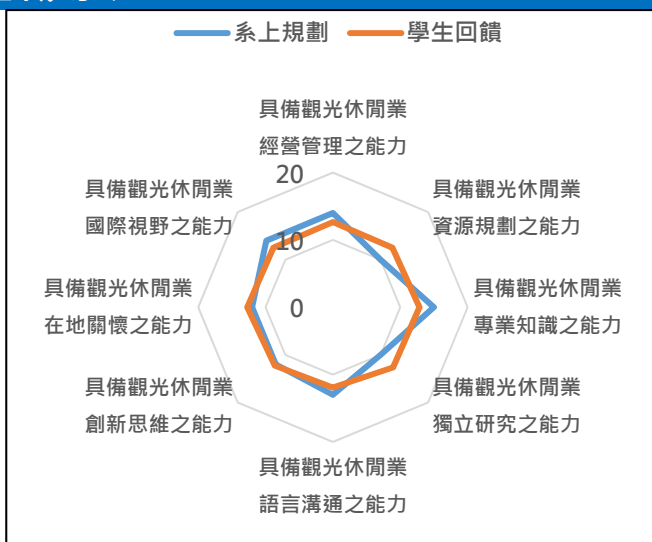 系上規劃 學生回饋
具備觀光休閒業
經營管理之能力
20
具備觀光休閒業
國際視野之能力
具備觀光休閒業
資源規劃之能力
10
具備觀光休閒業
在地關懷之能力
0
具備觀光休閒業
專業知識之能力
具備觀光休閒業
創新思維之能力
具備觀光休閒業
獨立研究之能力
具備觀光休閒業
語言溝通之能力